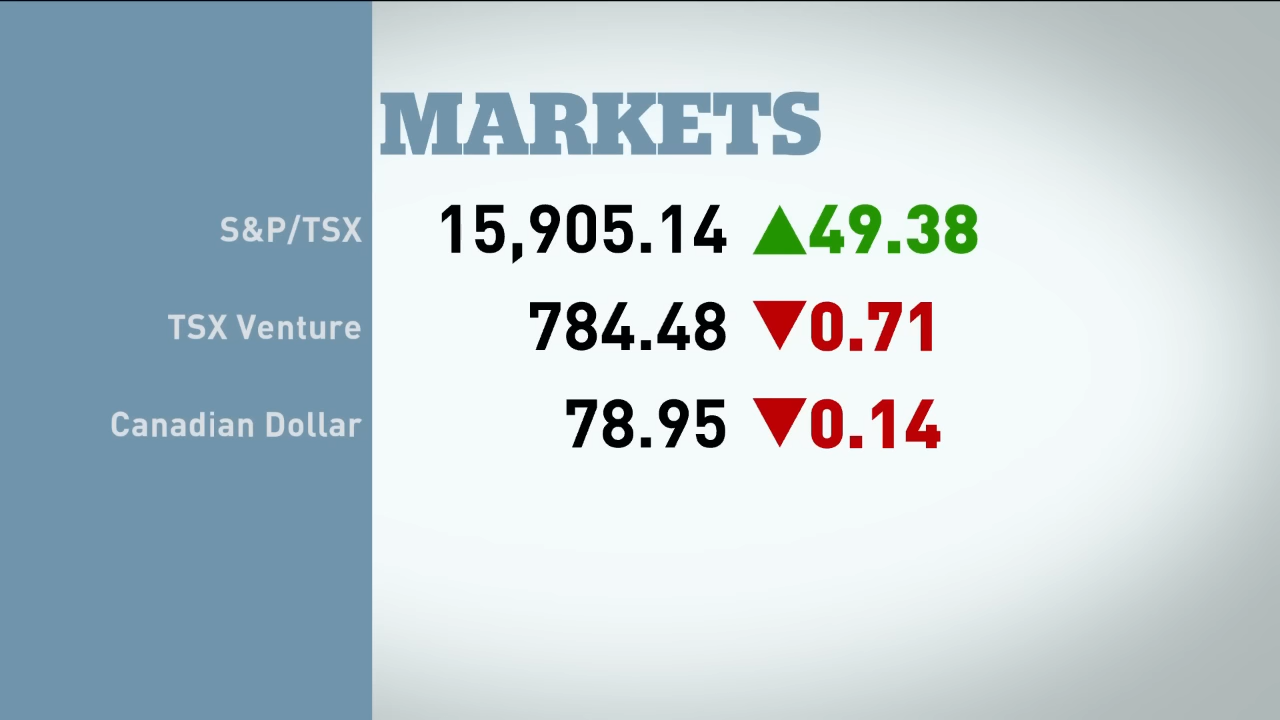 MARKETS
S&P/TSX 15,905.14 ▲49.38
TSX Venture 784.48 ▼0.71
Canadian Dollar 78.95 ▼0.14